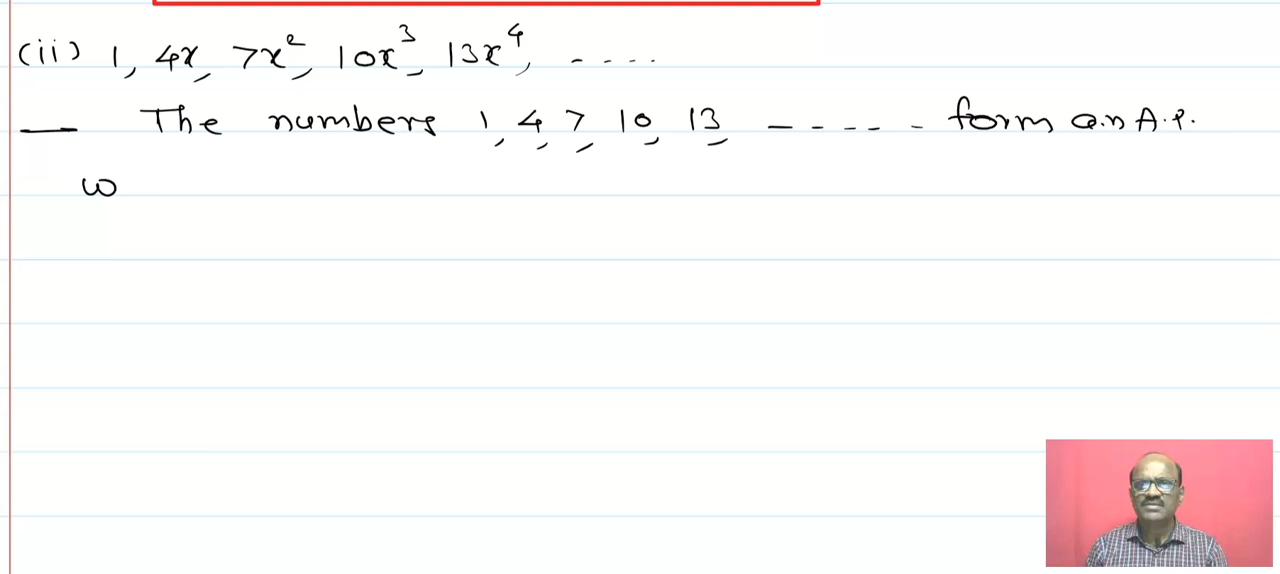 (ii) 1, 4x, 7x², 10x³, 13x⁴, ....
— The numbers 1, 4, 7, 10, 13, ----- form an A.P.
w